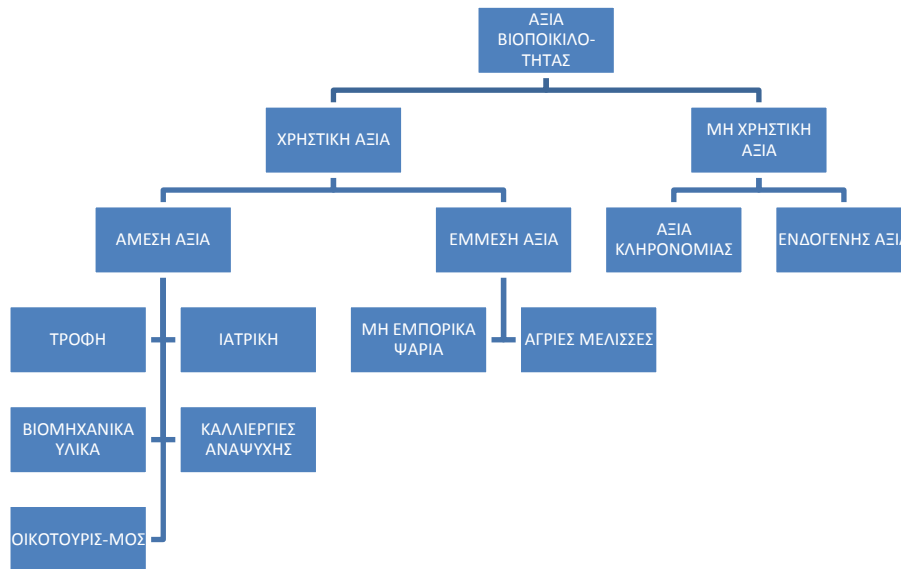 ΑΞΙΑ
ΒΙΟΠΟΙΚΙΛΟ-
ΤΗΤΑΣ
ΧΡΗΣΤΙΚΗ ΑΞΙΑ
ΜΗ ΧΡΗΣΤΙΚΗ
ΑΞΙΑ
ΑΜΕΣΗ ΑΞΙΑ
ΕΜΜΕΣΗ ΑΞΙΑ
ΑΞΙΑ
ΚΛΗΡΟΝΟΜΙΑΣ
ΕΝΔΟΓΕΝΗΣ ΑΞΙΑ
ΤΡΟΦΗ
ΙΑΤΡΙΚΗ
ΜΗ ΕΜΠΟΡΙΚΑ
ΨΑΡΙΑ
ΑΓΡΙΕΣ ΜΕΛΙΣΣΕΣ
ΒΙΟΜΗΧΑΝΙΚΑ
ΥΛΙΚΑ
ΚΑΛΛΙΕΡΓΙΕΣ
ΑΝΑΨΥΧΗΣ
ΟΙΚΟΤΟΥΡΙΣ-ΜΟΣ